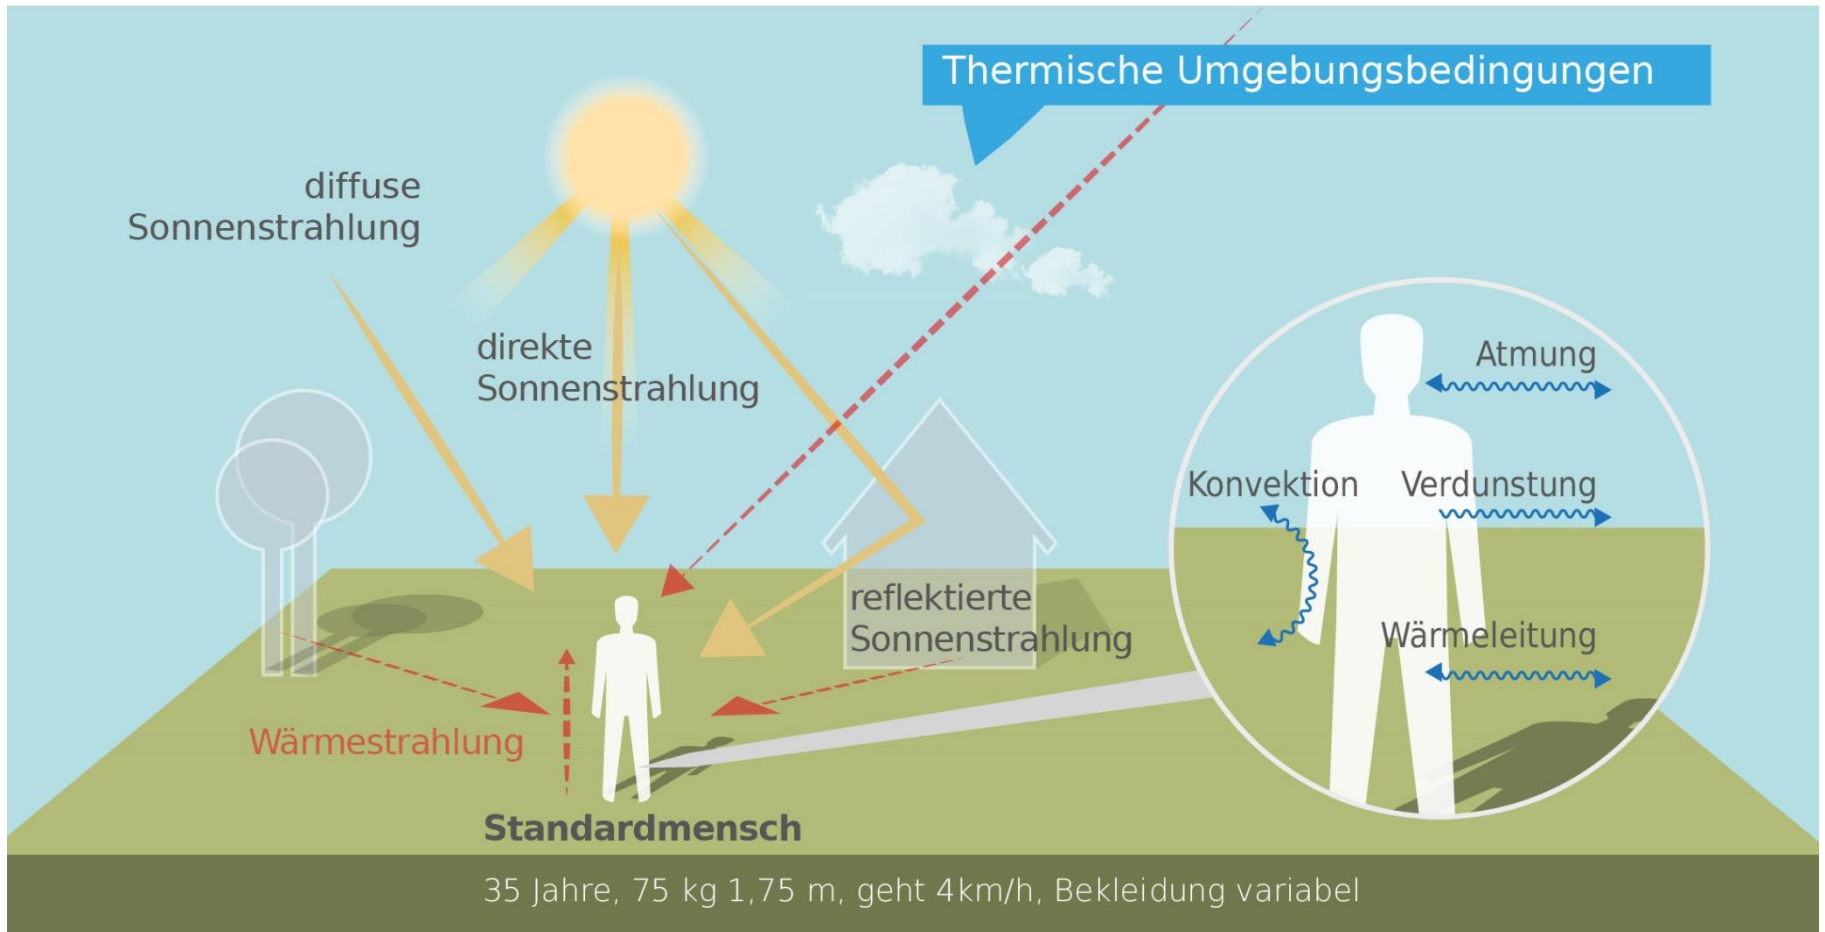 Thermische Umgebungsbedingungen
diffuse
Sonnenstrahlung
direkte
Sonnenstrahlung
Atmung
Konvektion
Verdunstung
reflektierte
Sonnenstrahlung
Wärmeleitung
Wärmestrahlung
Standardmensch
35 Jahre, 75 kg 1,75 m, geht 4km/h, Bekleidung variabel